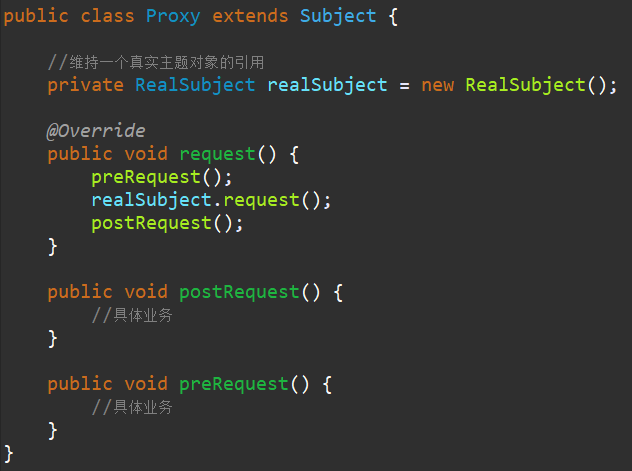 public class Proxy extends Subject {
//维持一个真实主题对象的引用
private RealSubject realSubject = new RealSubject();
@Override
public void request() {
preRequest();
realSubject.request();
postRequest();
}
public void postRequest() {
//具体业务
}
public void preRequest() {
//具体业务
}
}